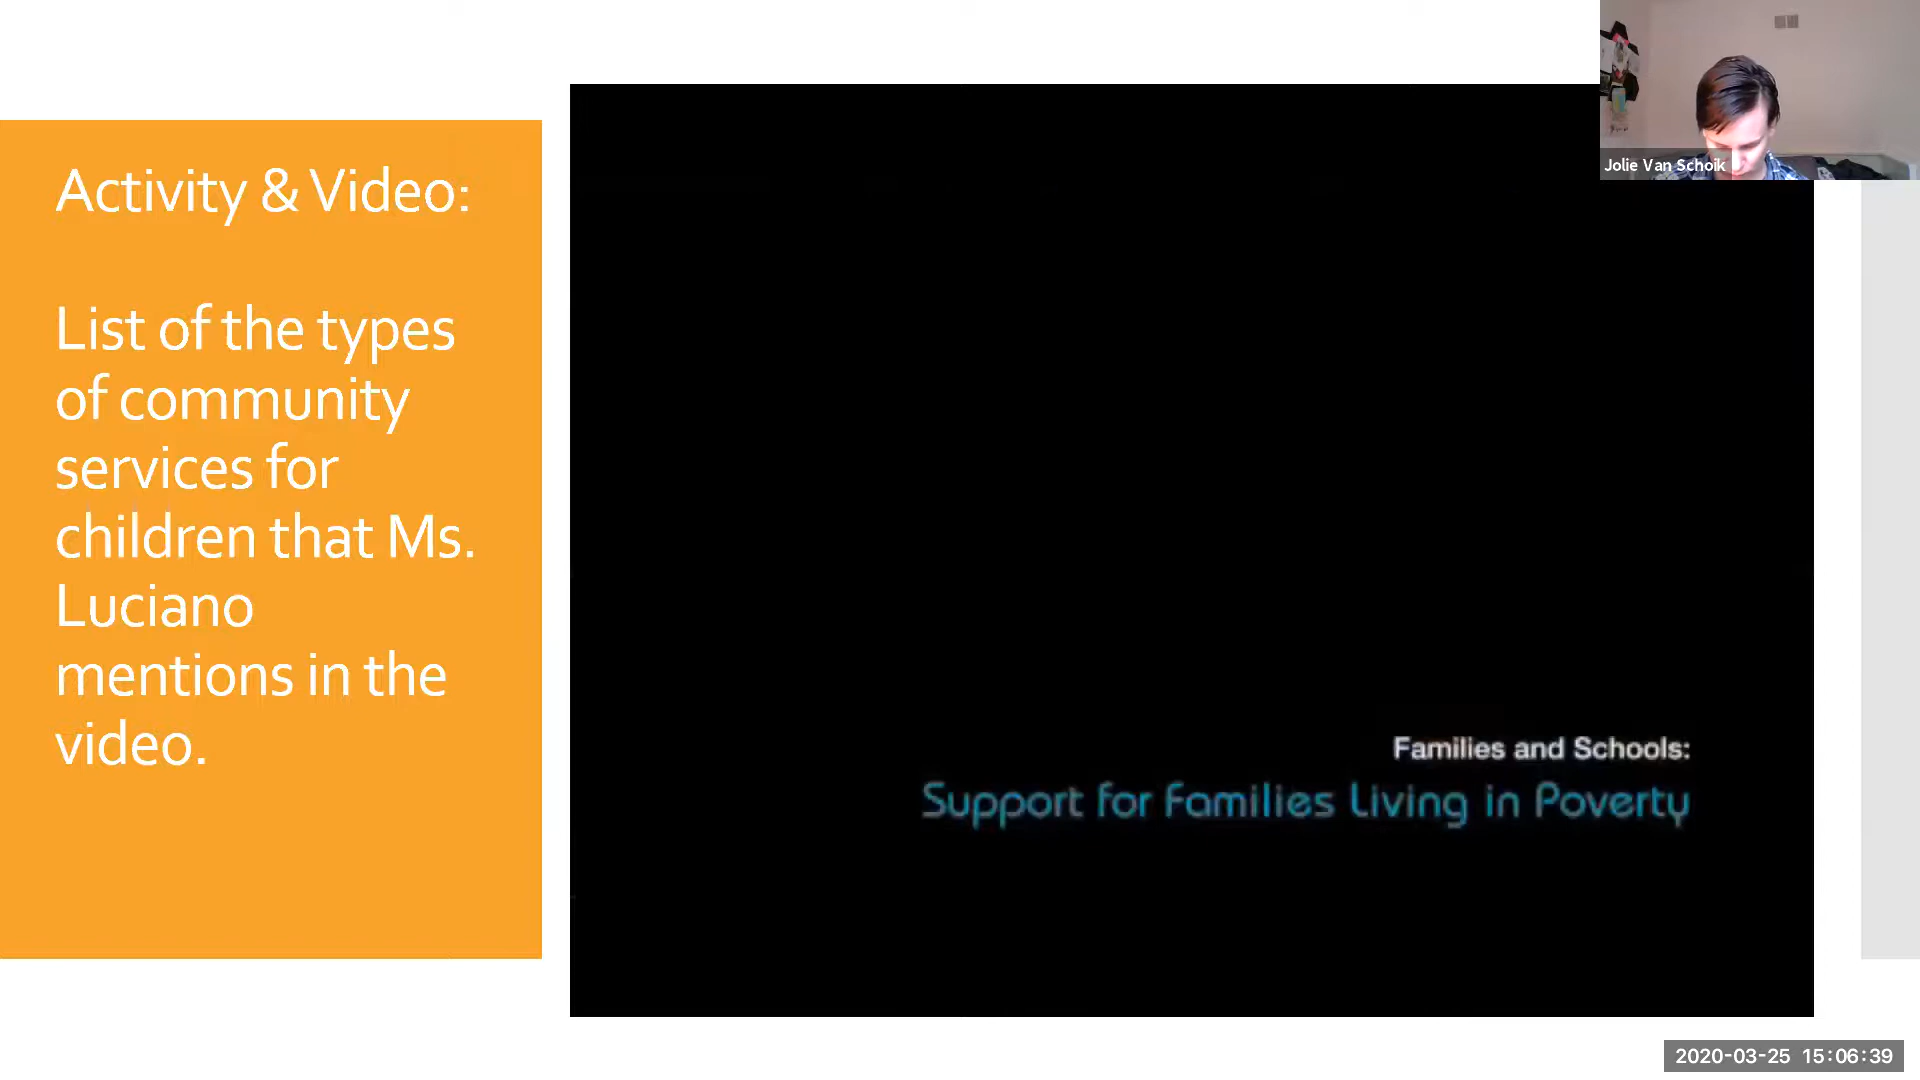 Activity & Video:
List of the types
of community
services for
children that Ms.
Luciano
mentions in the
video.
Families and Schools:
Support for Families Living in Poverty
Jolie Van Schoik
2020-03-25 15:06:39